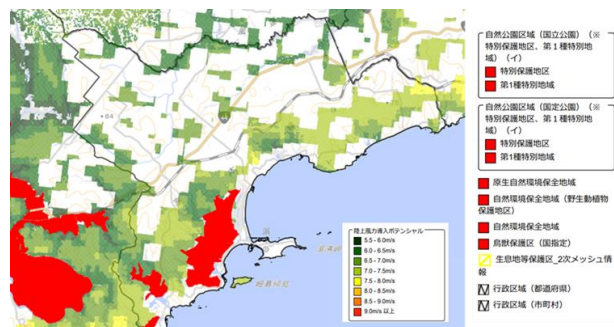 64
陸上風力導入ポテンシャル
5.5 - 6.0m/s
6.0 - 6.5m/s
6.5 - 7.0m/s
7.0 - 7.5m/s
7.5 - 8.0m/s
8.0 - 8.5m/s
8.5 - 9.0m/s
9.0m/s 以上
自然公園区域（国立公園）（※
特別保護地区、第１種特別地
域）（イ）
特別保護地区
第1種特別地域
自然公園区域（国定公園）（※
特別保護地区、第１種特別地
域）（イ）
特別保護地区
第1種特別地域
原生自然環境保全地域
自然環境保全地域（野生動植物
保護地区）
自然環境保全地域
鳥獣保護区（国指定）
生息地等保護区_2次メッシュ情
報
行政区域（都道府県）
行政区域（市町村）